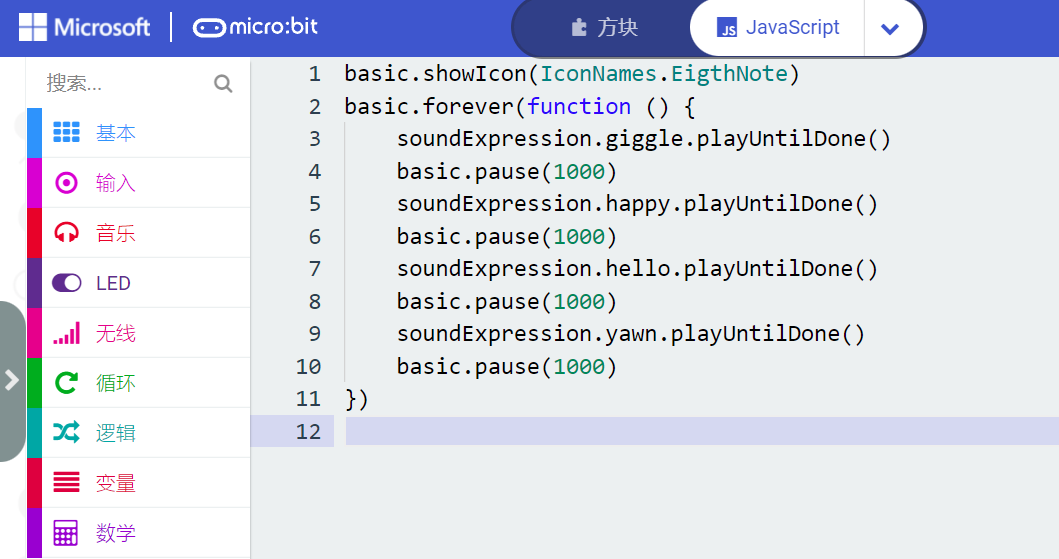 Microsoft micro:bit 方块 JavaScript
搜索...
基本
输入
音乐
LED
无线
循环
逻辑
变量
数学
1 basic.showIcon(IconNames.EigthNote)
2 basic.forever(function () {
3 soundExpression.giggle.playUntilDone()
4 basic.pause(1000)
5 soundExpression.happy.playUntilDone()
6 basic.pause(1000)
7 soundExpression.hello.playUntilDone()
8 basic.pause(1000)
9 soundExpression.yawn.playUntilDone()
10 basic.pause(1000)
11 })
12